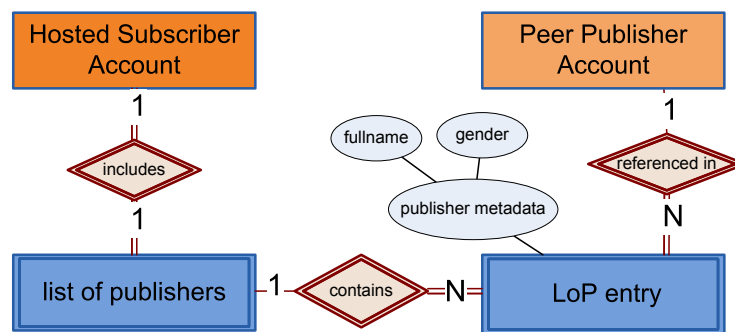 Hosted Subscriber
Account
Peer Publisher
Account
1
1
fullname
gender
includes
referenced in
publisher metadata
1
N
list of publishers
1
contains
N
LoP entry